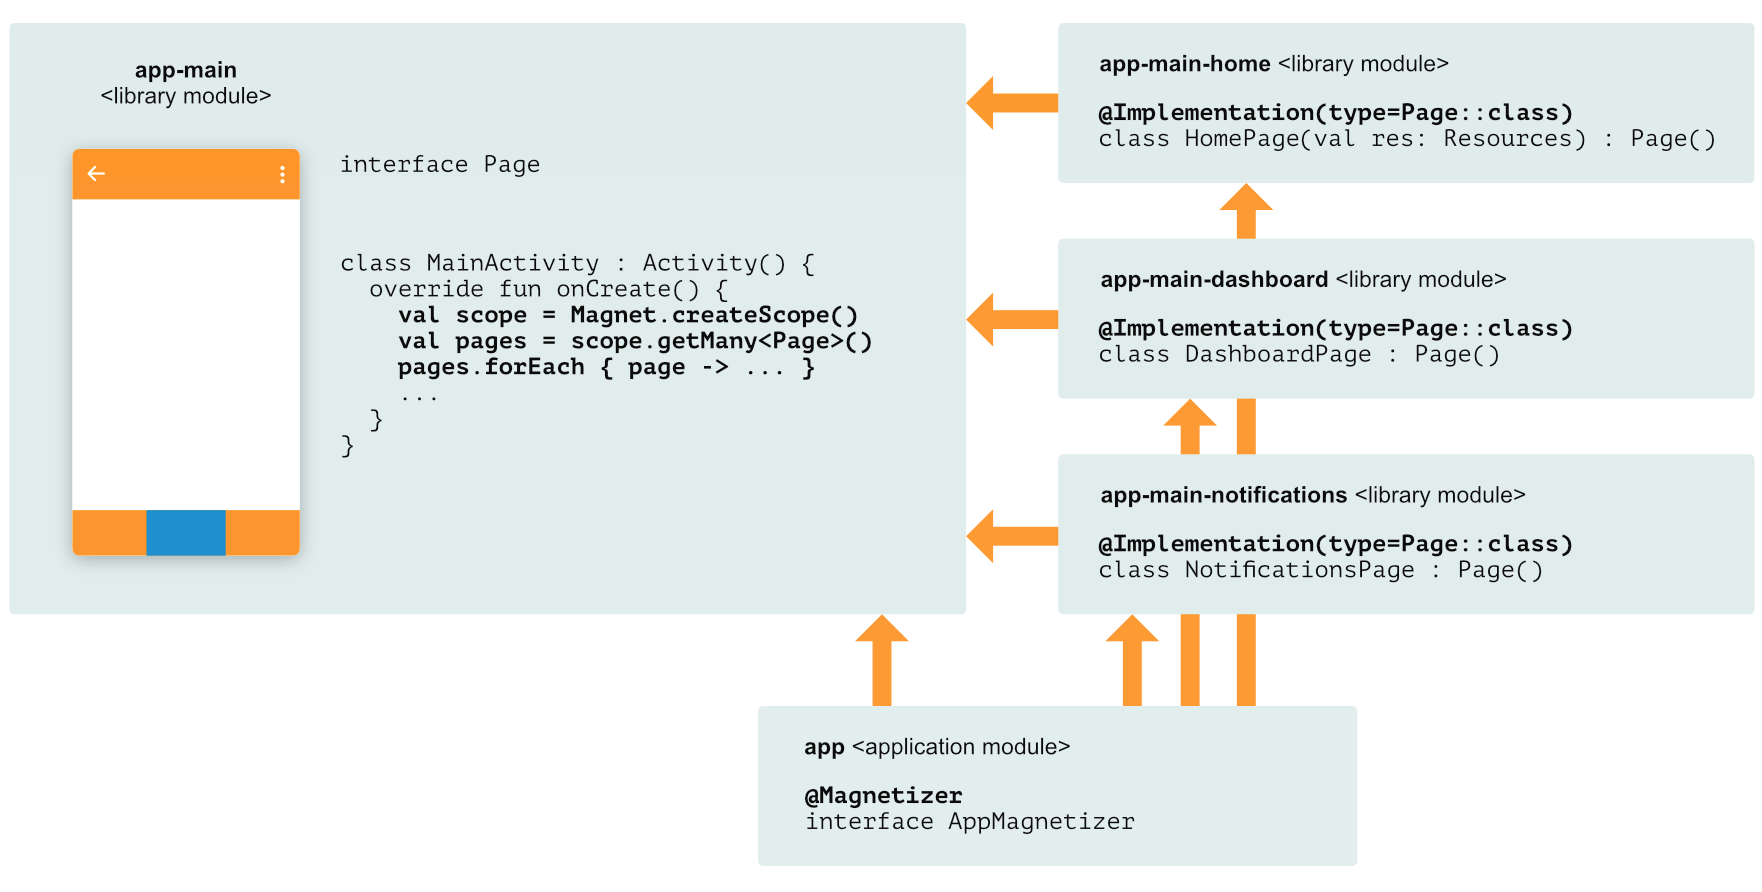 app-main
<library module>
interface Page
class MainActivity : Activity() {
  override fun onCreate() {
    val scope = Magnet.createScope()
    val pages = scope.getMany<Page>()
    pages.forEach { page -> ... }
    ...
  }
}
app-main-home <library module>
@Implementation(type=Page::class)
class HomePage(val res: Resources) : Page()
app-main-dashboard <library module>
@Implementation(type=Page::class)
class DashboardPage : Page()
app-main-notifications <library module>
@Implementation(type=Page::class)
class NotificationsPage : Page()
app <application module>
@Magnetizer
interface AppMagnetizer